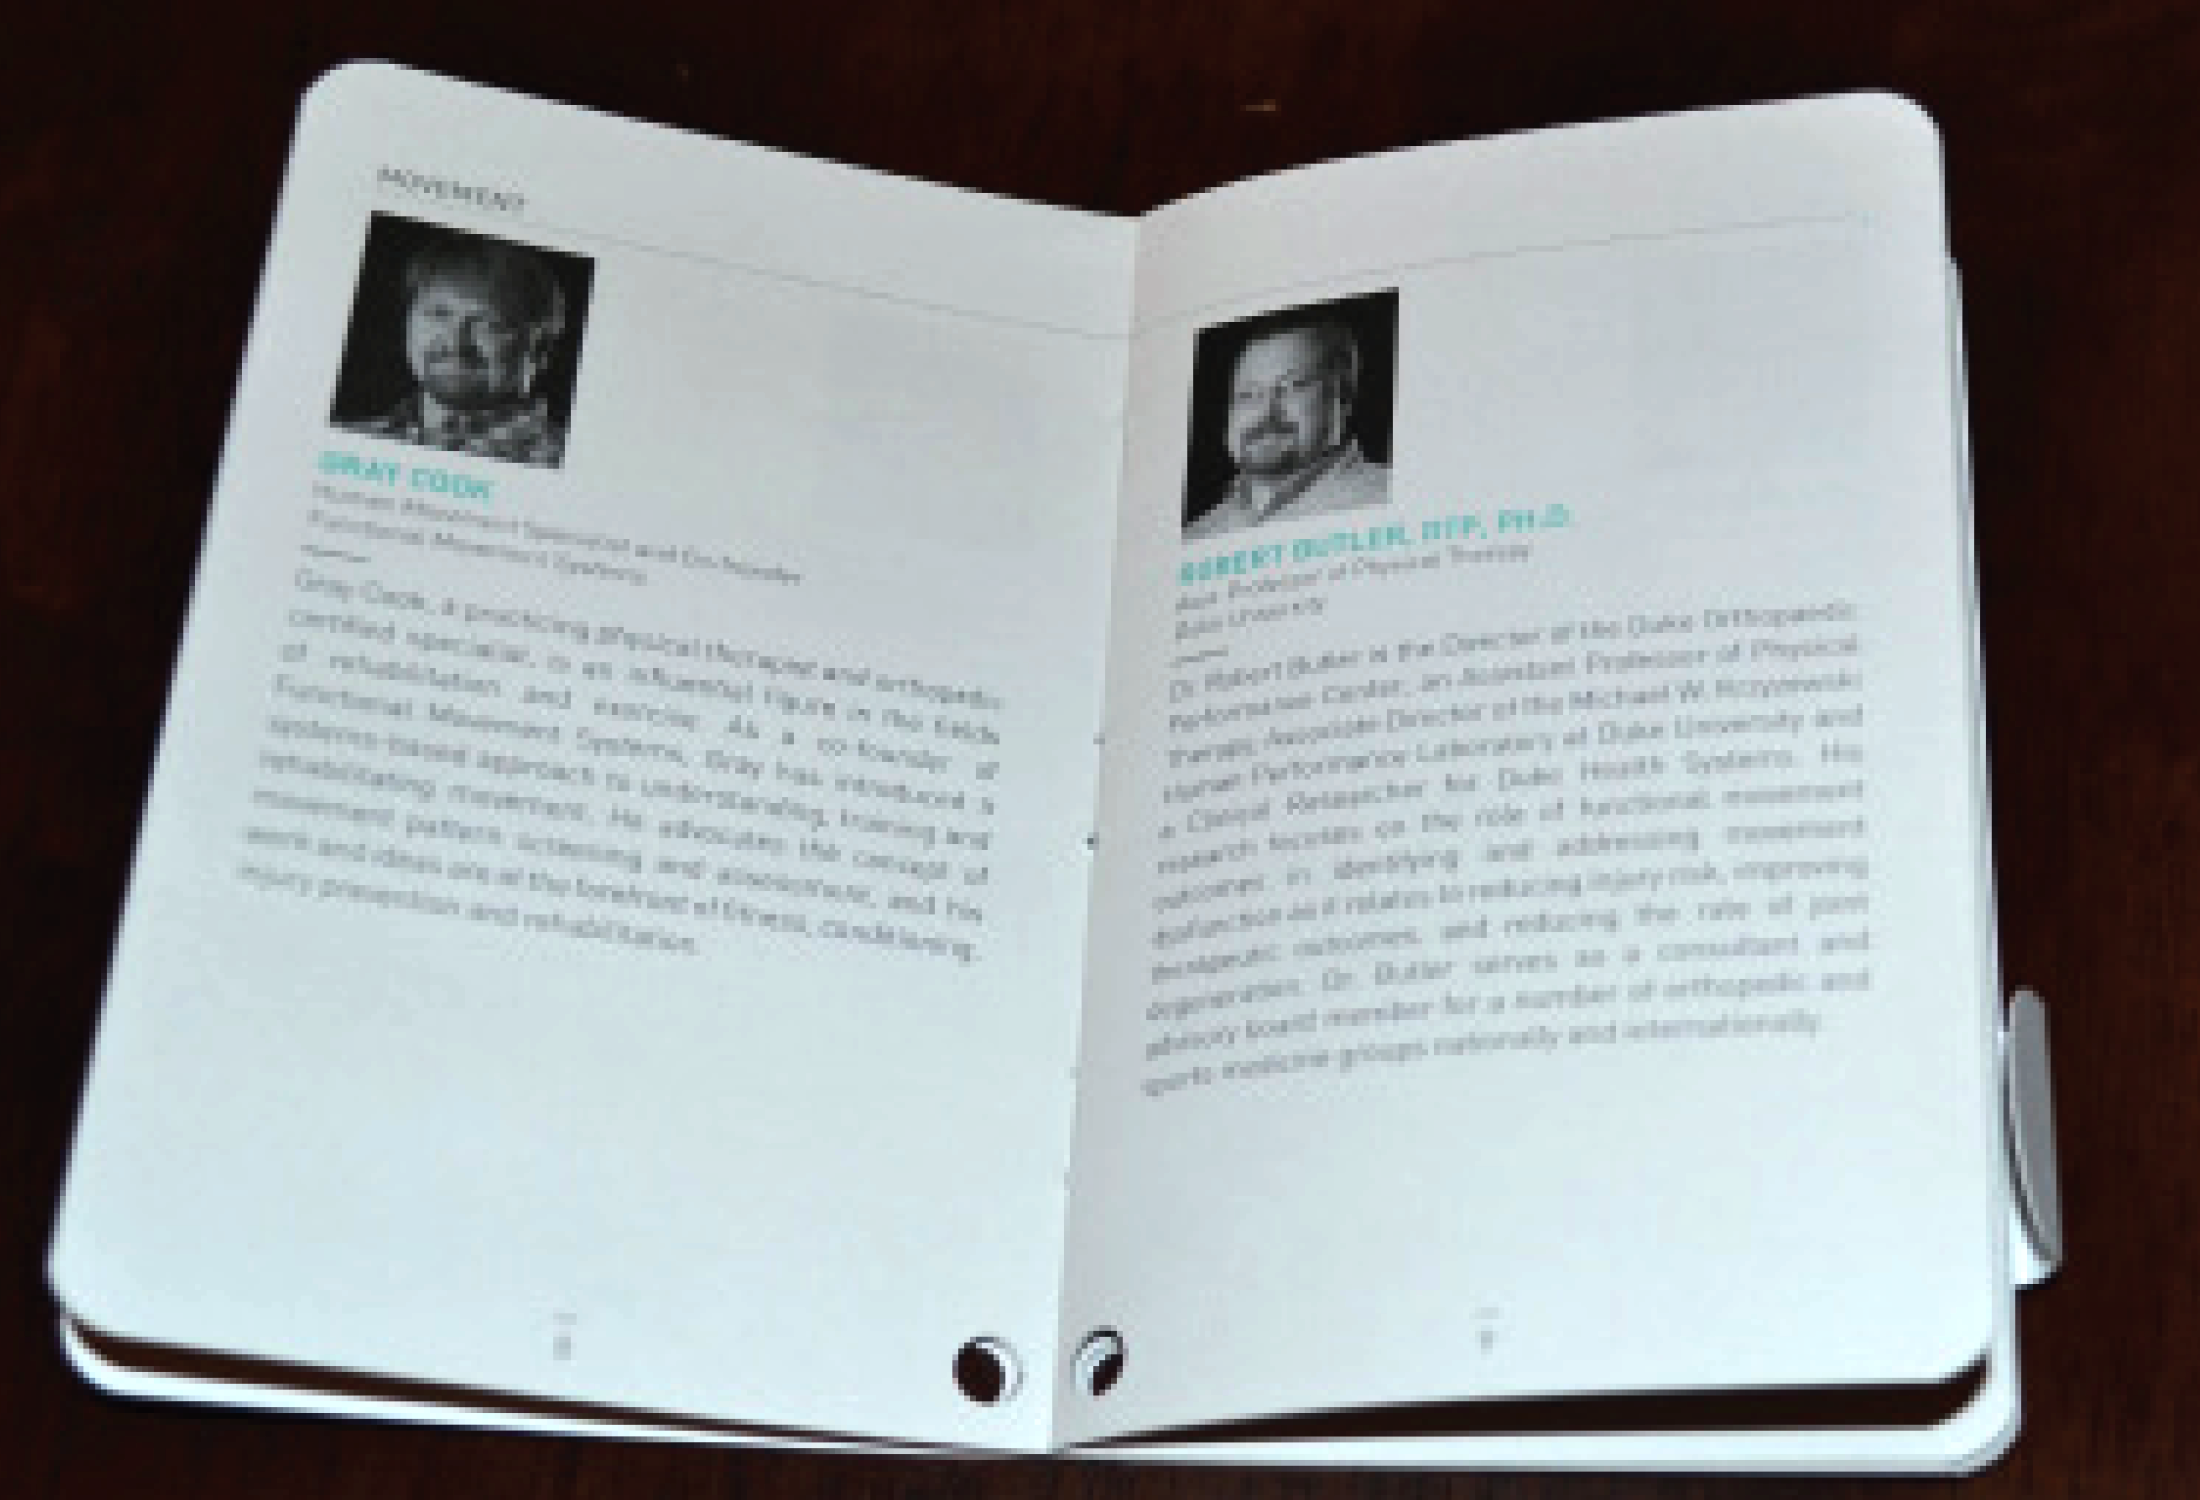 MOVEMENT
GRAY COOK
Human Movement Specialist and Co-founder
Functional Movement Systems
Gray Cook, a practicing physical therapist and orthopedic
certified specialist, is an influential figure in the fields
of rehabilitation and exercise. As a co-founder of
Functional Movement Systems, Gray has introduced a
systems-based approach to understanding, training and
rehabilitating movement. He advocates the concept of
movement pattern screening and assessment, and his
work and ideas are at the forefront of fitness, conditioning,
injury prevention and rehabilitation.
8
ROBERT BUTLER, PH.D.
Professor of Physical Therapy
Duke University
Dr. Robert Butler is the Director of the Duke Orthopaedic
Performance Center, an Assistant Professor of Physical
Therapy, Associate Director of the Michael W. Krzyzewski
Human Performance Laboratory at Duke University and
a Clinical Researcher for Duke Health Systems. His
research focuses on the role of functional movement
outcomes in identifying and addressing movement
dysfunction as it relates to reducing injury risk, improving
therapeutic outcomes, and reducing the rate of joint
degeneration. Dr. Butler serves as a consultant and
advisory board member for a number of orthopedic and
sports medicine groups nationally and internationally.
9